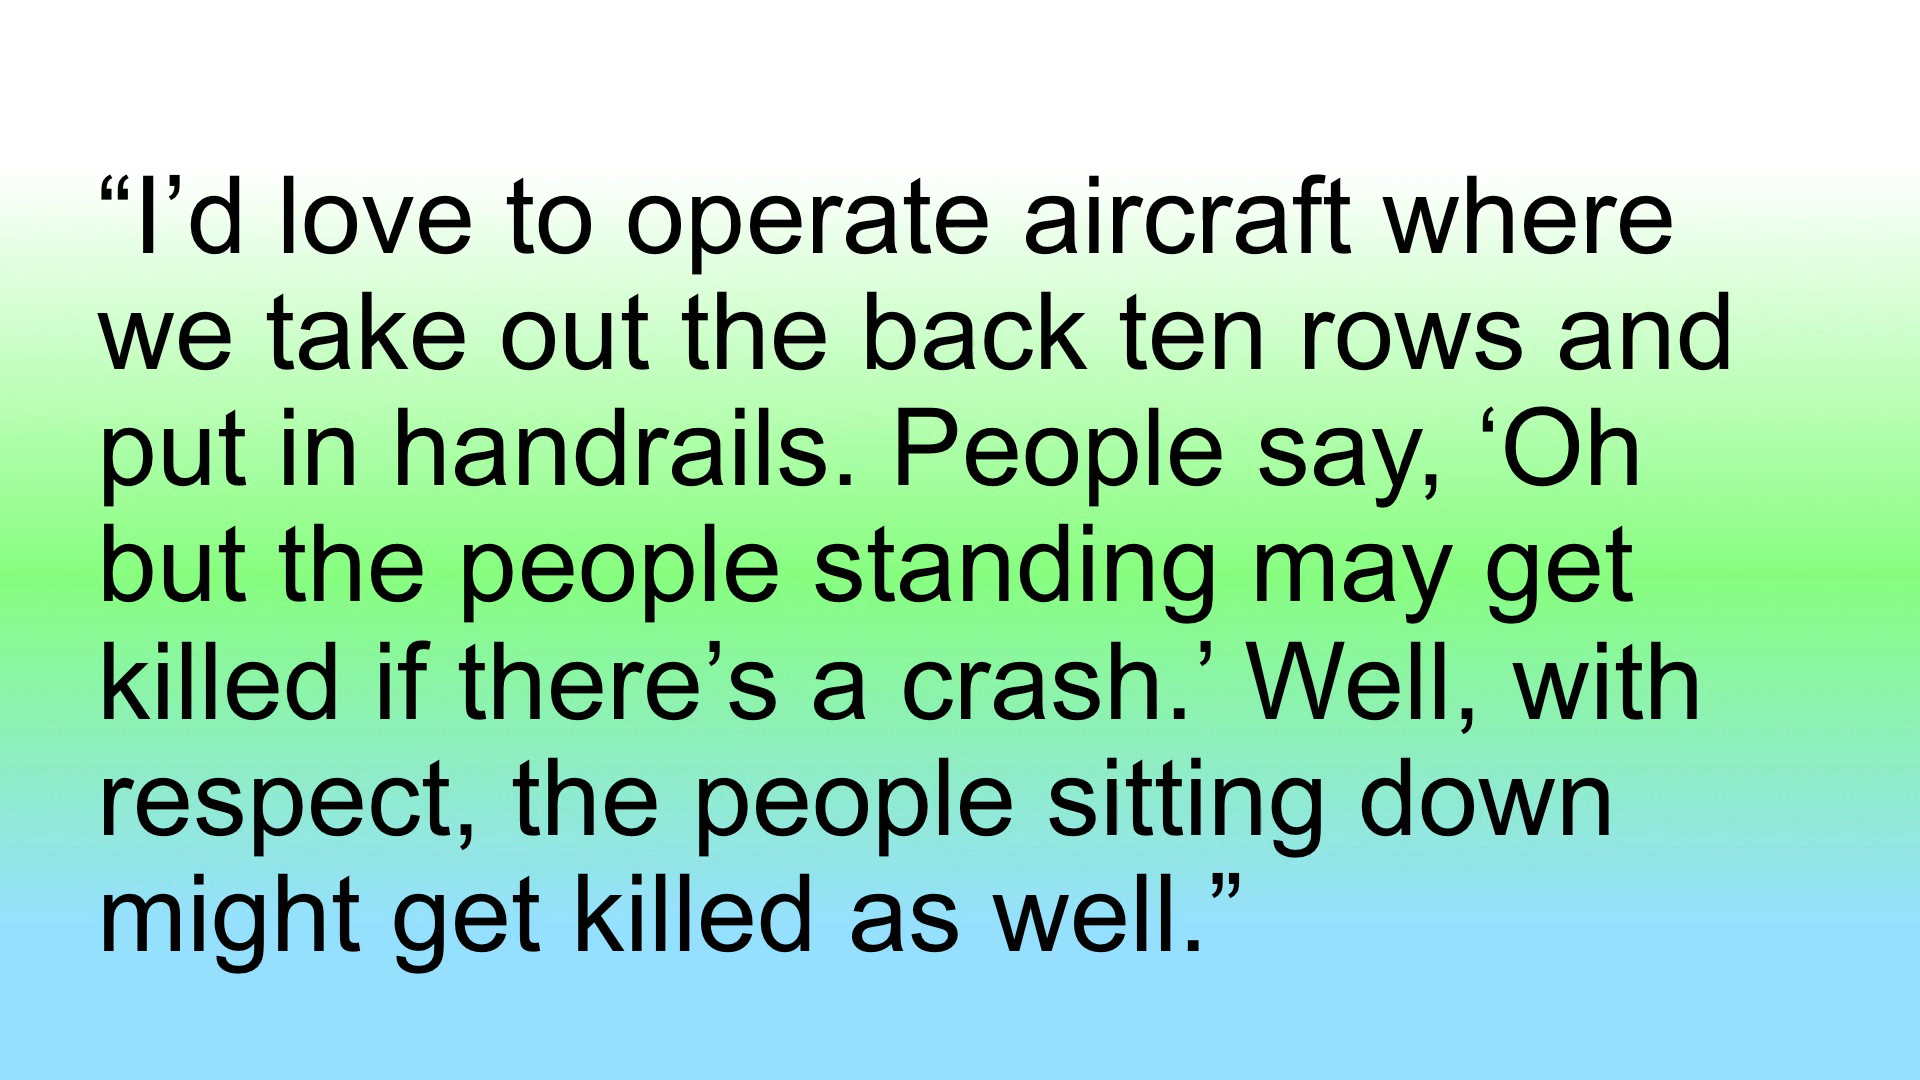 “I’d love to operate aircraft where
we take out the back ten rows and
put in handrails. People say, ‘Oh
but the people standing may get
killed if there’s a crash.’ Well, with
respect, the people sitting down
might get killed as well.”